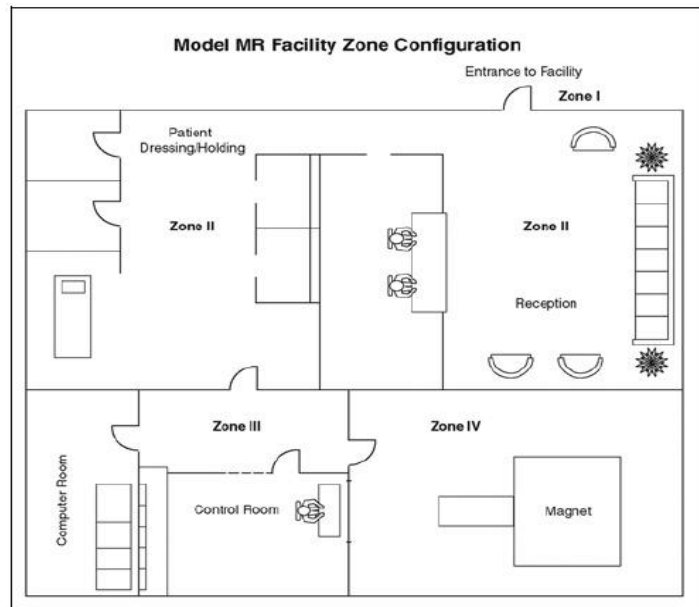 Model MR Facility Zone Configuration
Entrance to Facility
Zone I
Patient
Dressing/Holding
Zone II
Zone II
Reception
Zone III
Zone IV
Computer Room
Control Room
Magnet